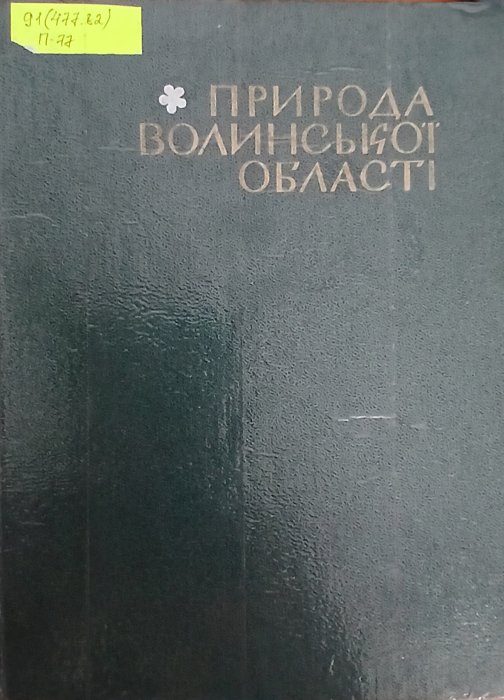 91(477.82)
П-77
ПРИРОДА
ВОЛИНСЬКОЇ
ОБЛАСТІ